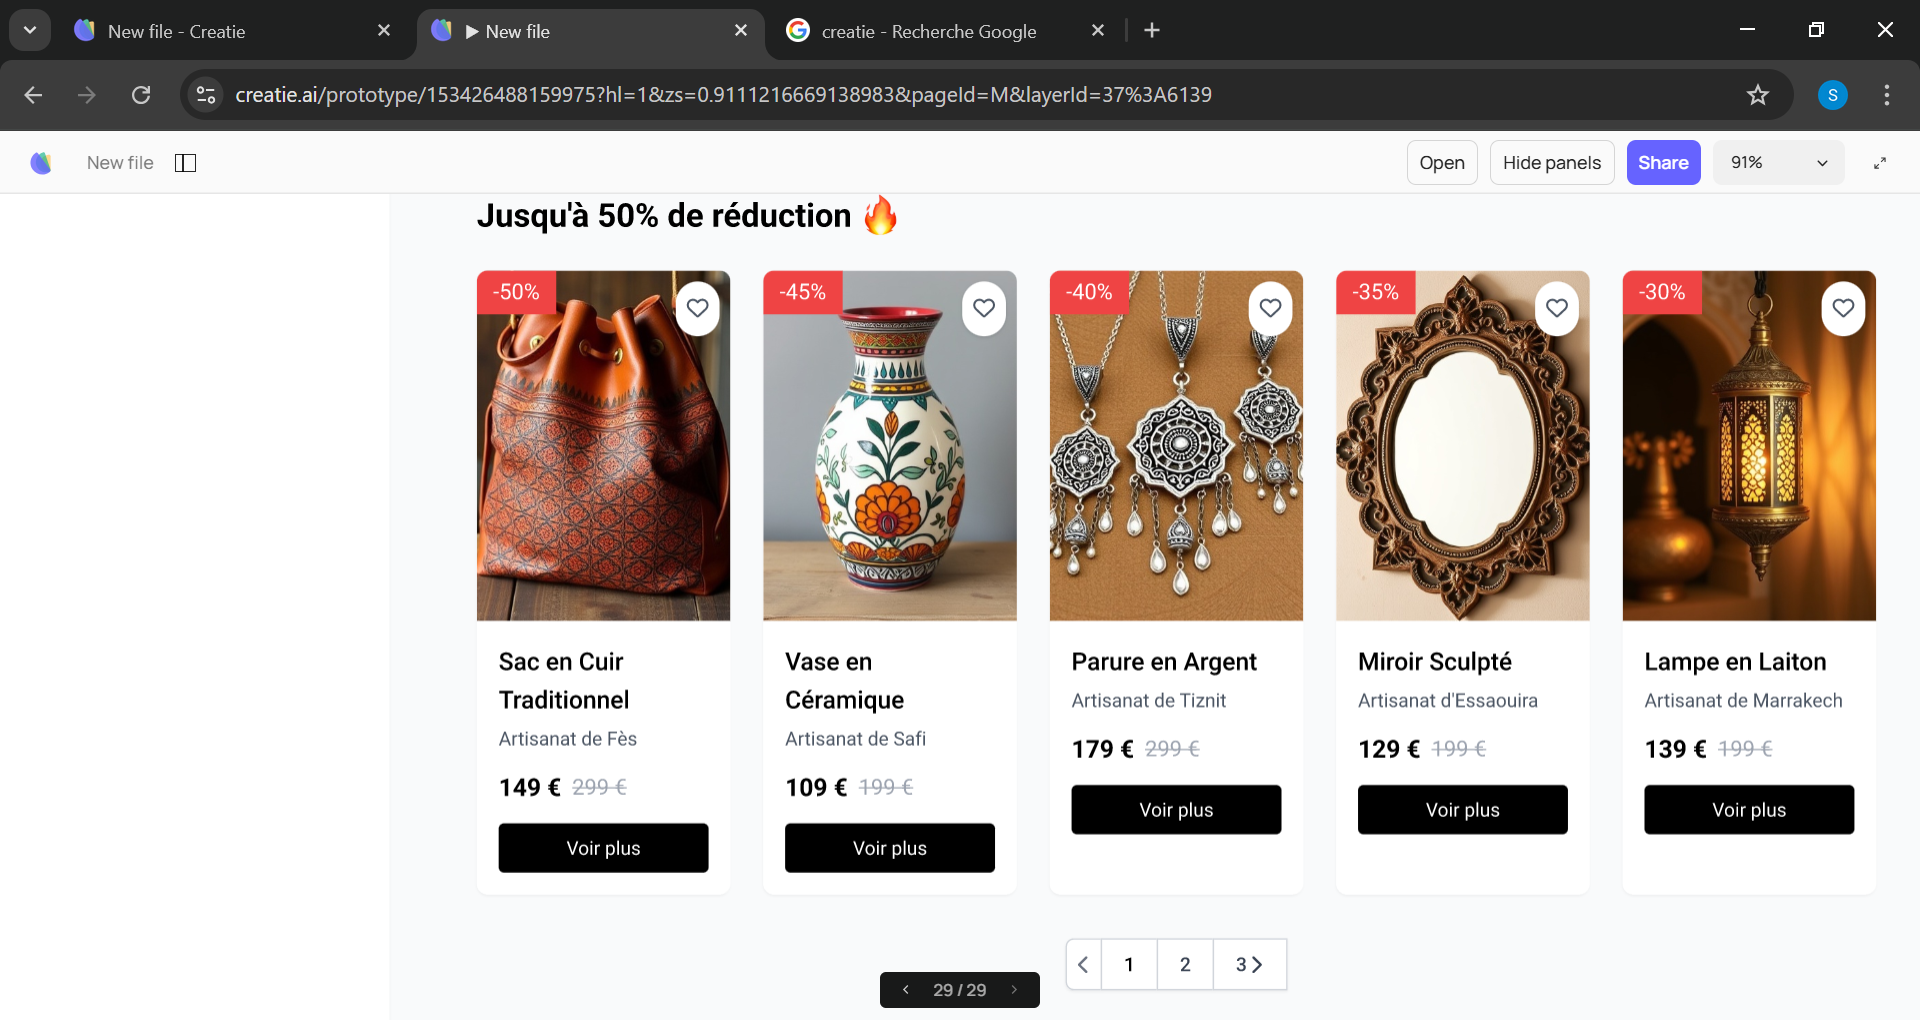 New file - Creatie
New file
creatie - Recherche Google
creatie.ai/prototype/153426488159975?hl=1&zs=0.9111216669138983&pageId=M&layerId=37%3A6139
S
New file
Open
Hide panels
Share
91%
Jusqu'à 50% de réduction 🔥
-50%
-45%
-40%
-35%
-30%
Sac en Cuir
Traditionnel
Artisanat de Fès
149 € 299 €
Voir plus
Vase en
Céramique
Artisanat de Safi
109 € 199 €
Voir plus
Parure en Argent
Artisanat de Tiznit
179 € 299 €
Voir plus
Miroir Sculpté
Artisanat d'Essaouira
129 € 199 €
Voir plus
Lampe en Laiton
Artisanat de Marrakech
139 € 199 €
Voir plus
1 2 3
29 / 29